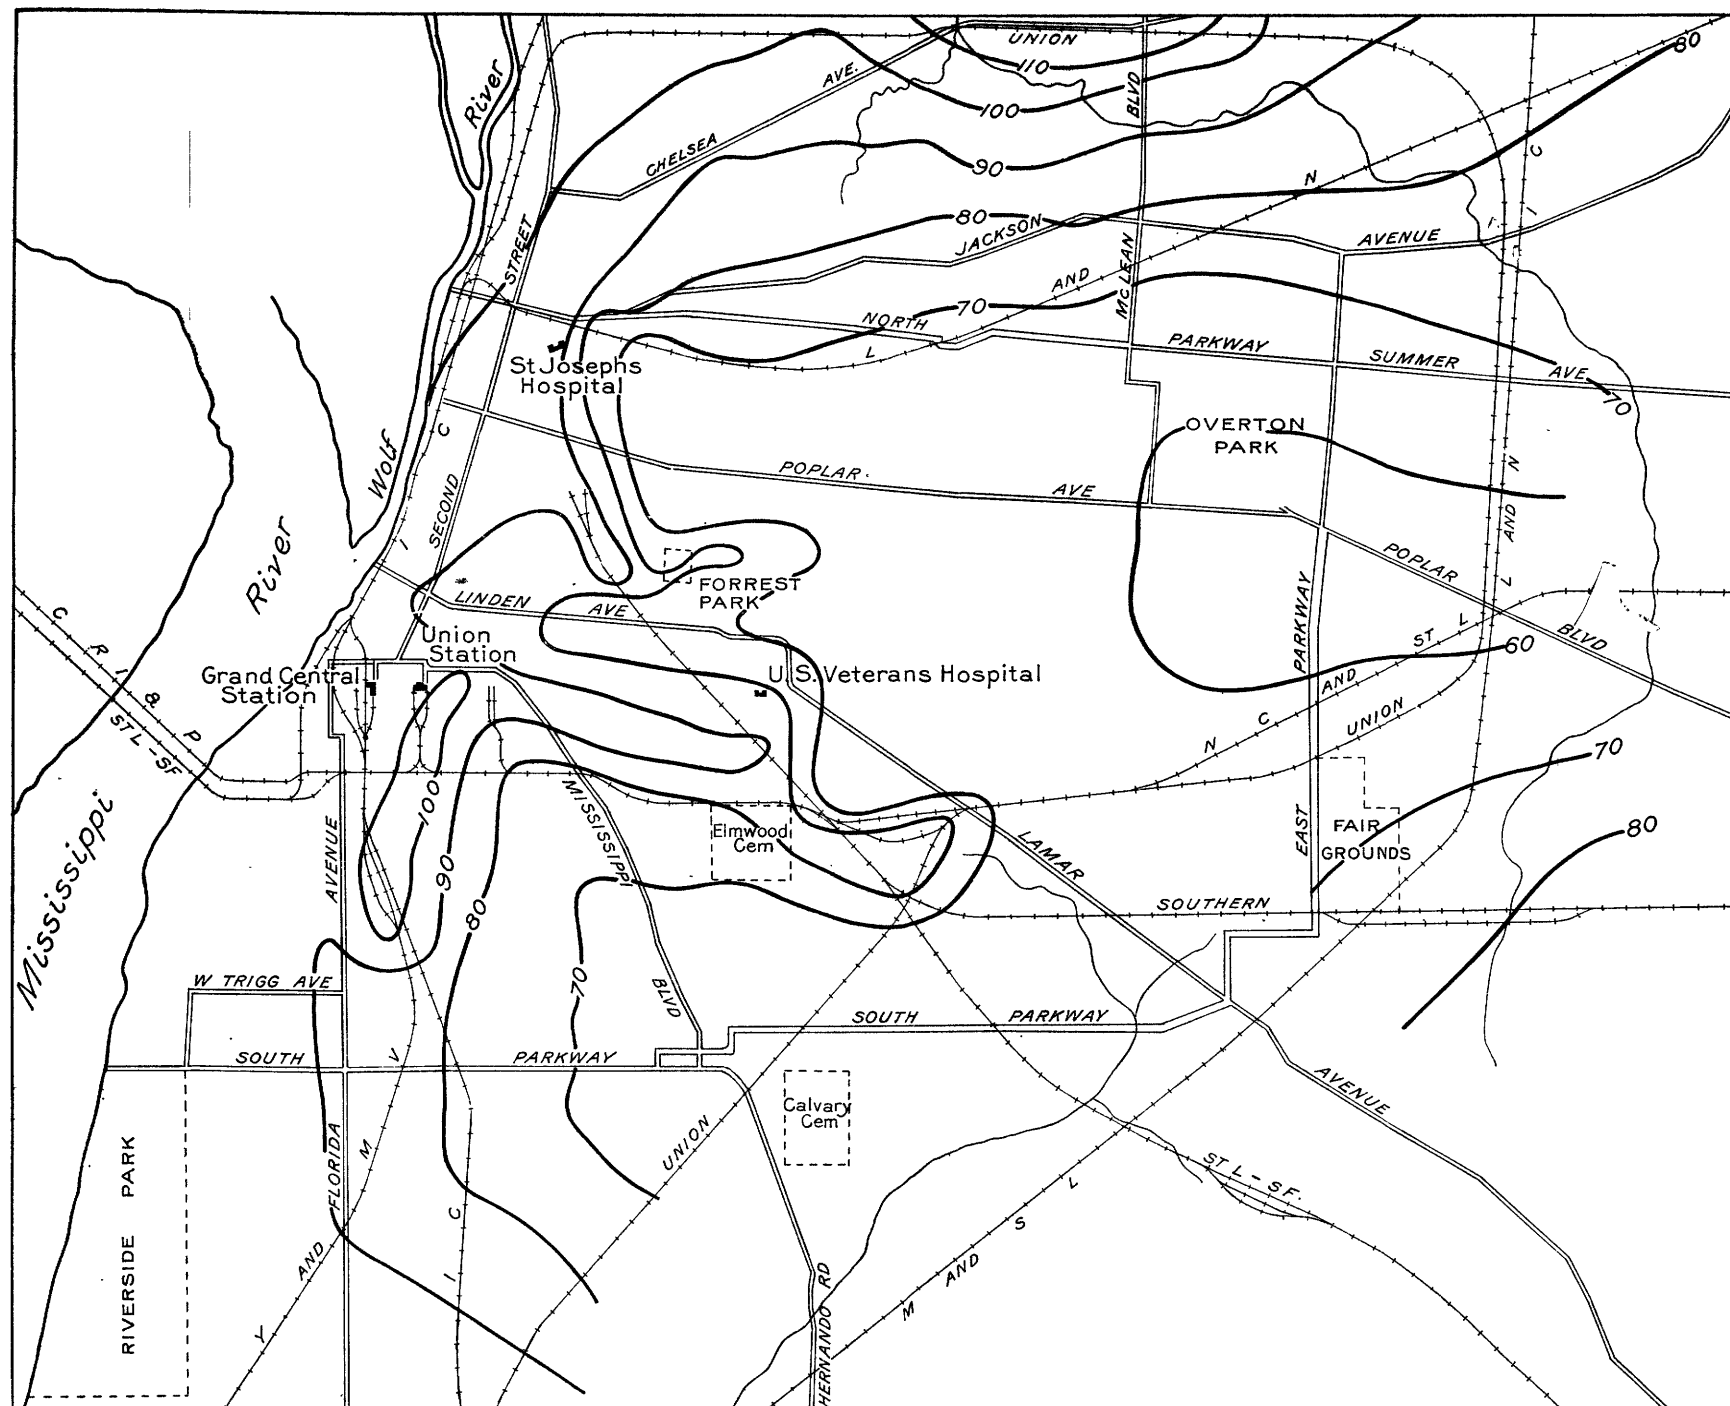 UNION
80
110
River
AVE.
BLVD
100
CHELSEA
C
90
N
I
80
JACKSON
AVENUE
STREET
AND
McLEAN
70
NORTH
PARKWAY
L
SUMMER
AVE
70
St Josephs
Hospital
C
OVERTON
PARK
Wolf
POPLAR
AVE
N
SECOND
AND
River
I
POPLAR
L
BLVD
LINDEN
AVE
FORREST
PARK
PARKWAY
C R I & P
ST L
Union
Station
60
Grand Central
Station
U.S. Veterans Hospital
AND
ST L - SF
C
UNION
N
70
Mississippi
100
MISSISSIPPI
Elmwood
Cem
FAIR
GROUNDS
80
EAST
LAMAR
AVENUE
90
80
SOUTHERN
W TRIGG AVE
70
BLVD
SOUTH
PARKWAY
V
SOUTH
PARKWAY
Calvary
Cem
AVENUE
UNION
M
FLORIDA
ST L - SF.
L
RIVERSIDE PARK
C
S
AND
AND
I
M
Y
HERNANDO RD